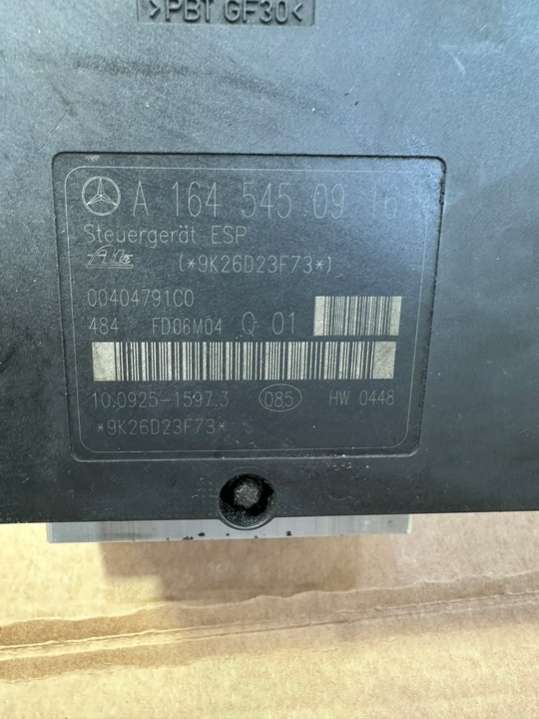 >PBT GF30<
A 164 545 09 16
Steuergerät ESP
Ate (*9K26D23F73*)
00404791C0
484 FD06M04 Q 01
10.0925-1597.3 085 HW 0448
*9K26D23F73*